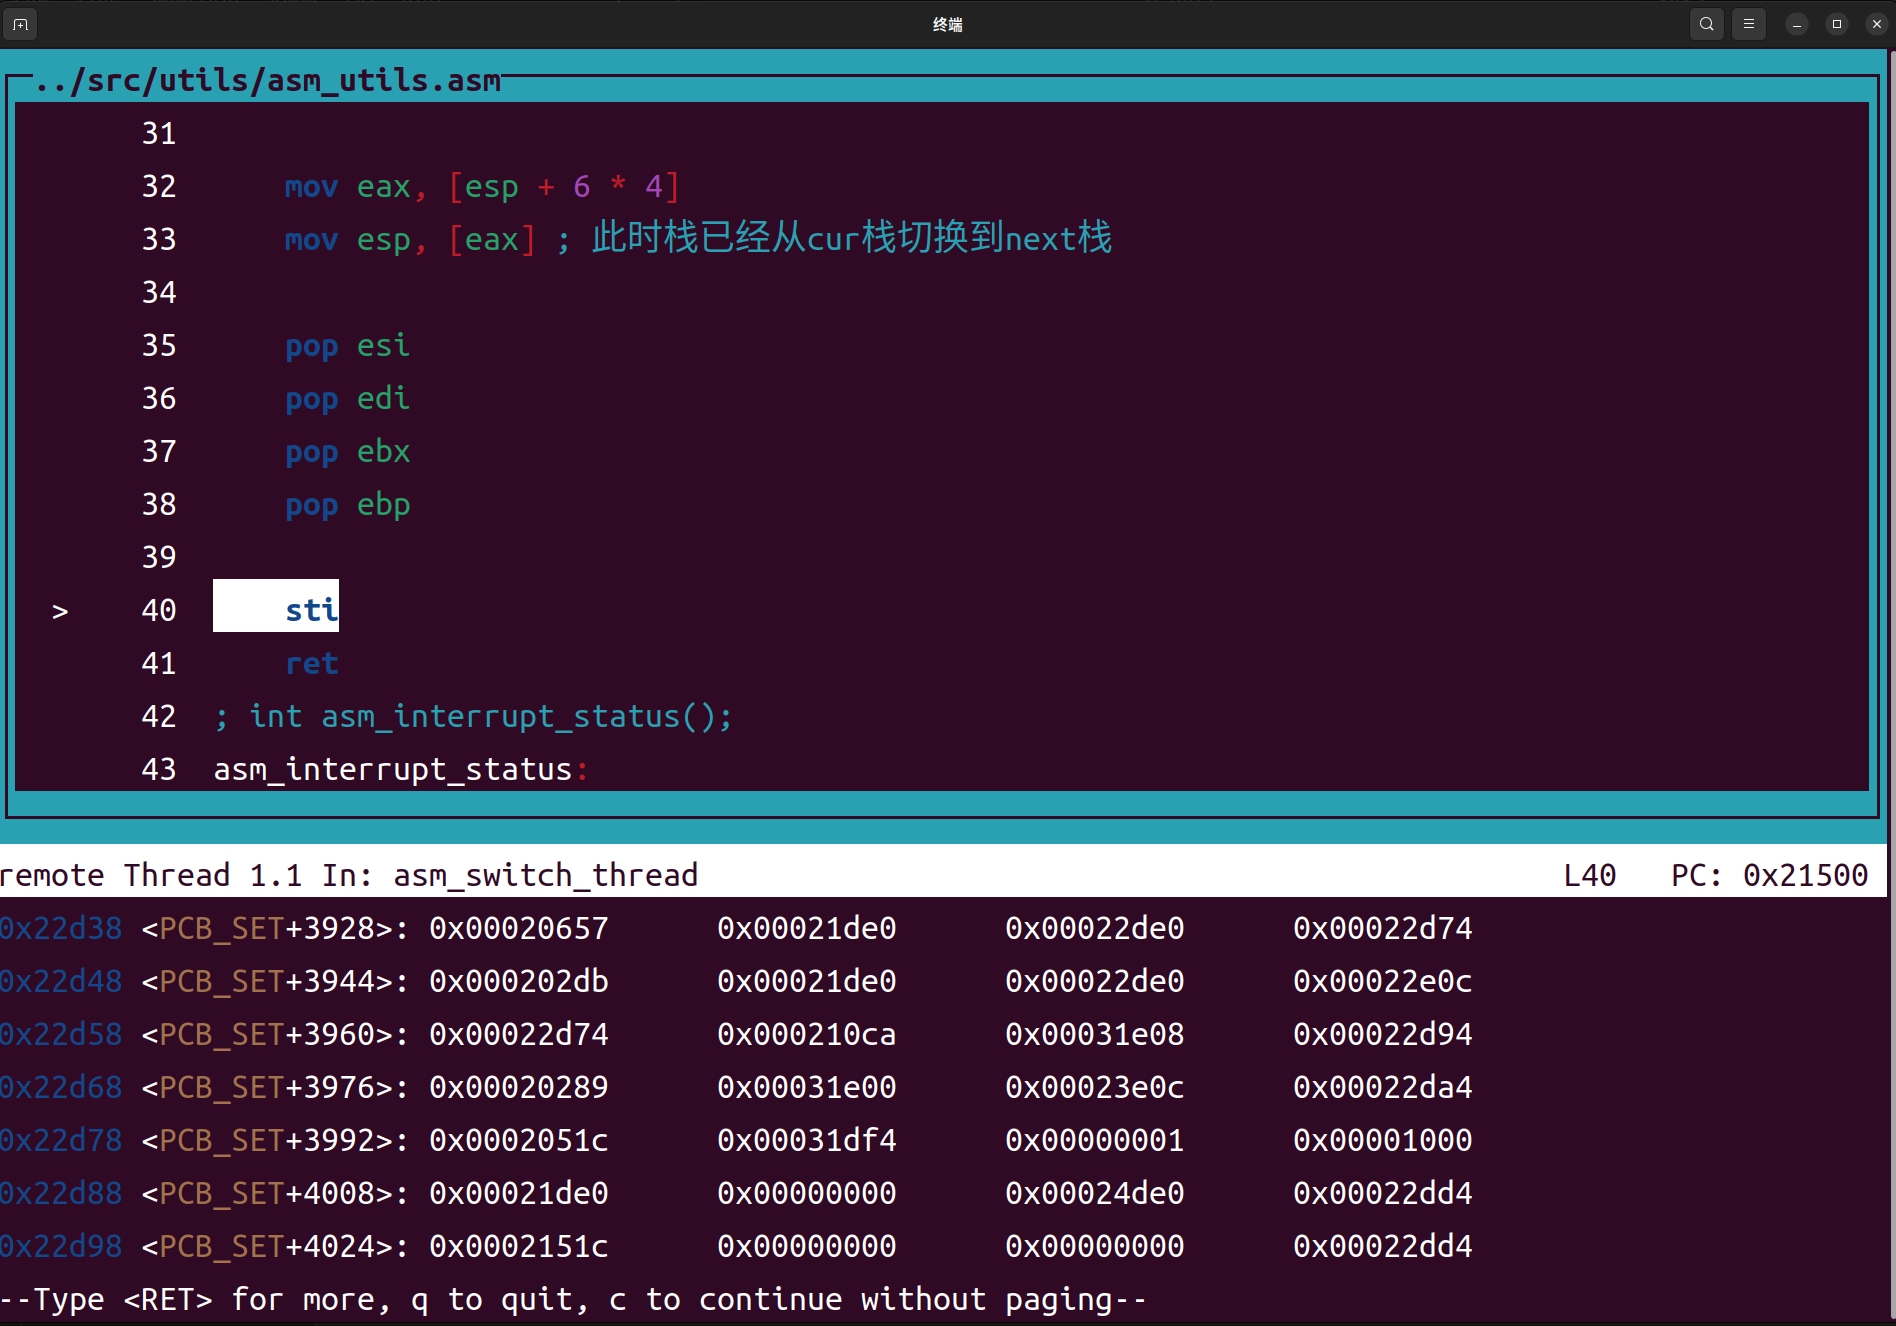 终端
../src/utils/asm_utils.asm
31
32 mov eax, [esp + 6 * 4]
33 mov esp, [eax] ; 此时栈已经从cur栈切换到next栈
34
35 pop esi
36 pop edi
37 pop ebx
38 pop ebp
39
> 40 sti
41 ret
42 ; int asm_interrupt_status();
43 asm_interrupt_status:
remote Thread 1.1 In: asm_switch_thread L40 PC: 0x21500
0x22d38 <PCB_SET+3928>: 0x00020657 0x00021de0 0x00022de0 0x00022d74
0x22d48 <PCB_SET+3944>: 0x000202db 0x00021de0 0x00022de0 0x00022e0c
0x22d58 <PCB_SET+3960>: 0x00022d74 0x000210ca 0x00031e08 0x00022d94
0x22d68 <PCB_SET+3976>: 0x00020289 0x00031e00 0x00023e0c 0x00022da4
0x22d78 <PCB_SET+3992>: 0x0002051c 0x00031df4 0x00000001 0x00001000
0x22d88 <PCB_SET+4008>: 0x00021de0 0x00000000 0x00024de0 0x00022dd4
0x22d98 <PCB_SET+4024>: 0x0002151c 0x00000000 0x00000000 0x00022dd4
--Type <RET> for more, q to quit, c to continue without paging--